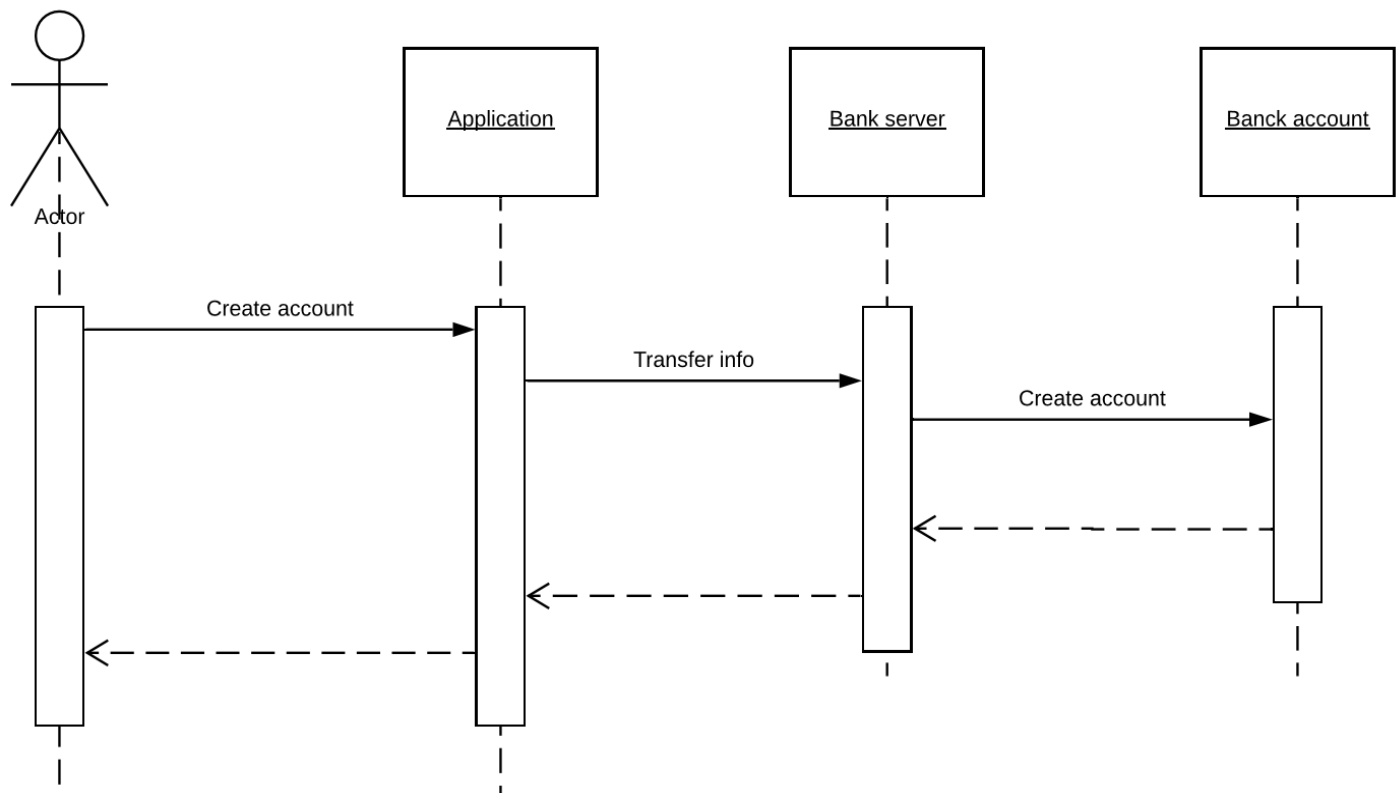 Application
Bank server
Banck account
Actor
Create account
Transfer info
Create account